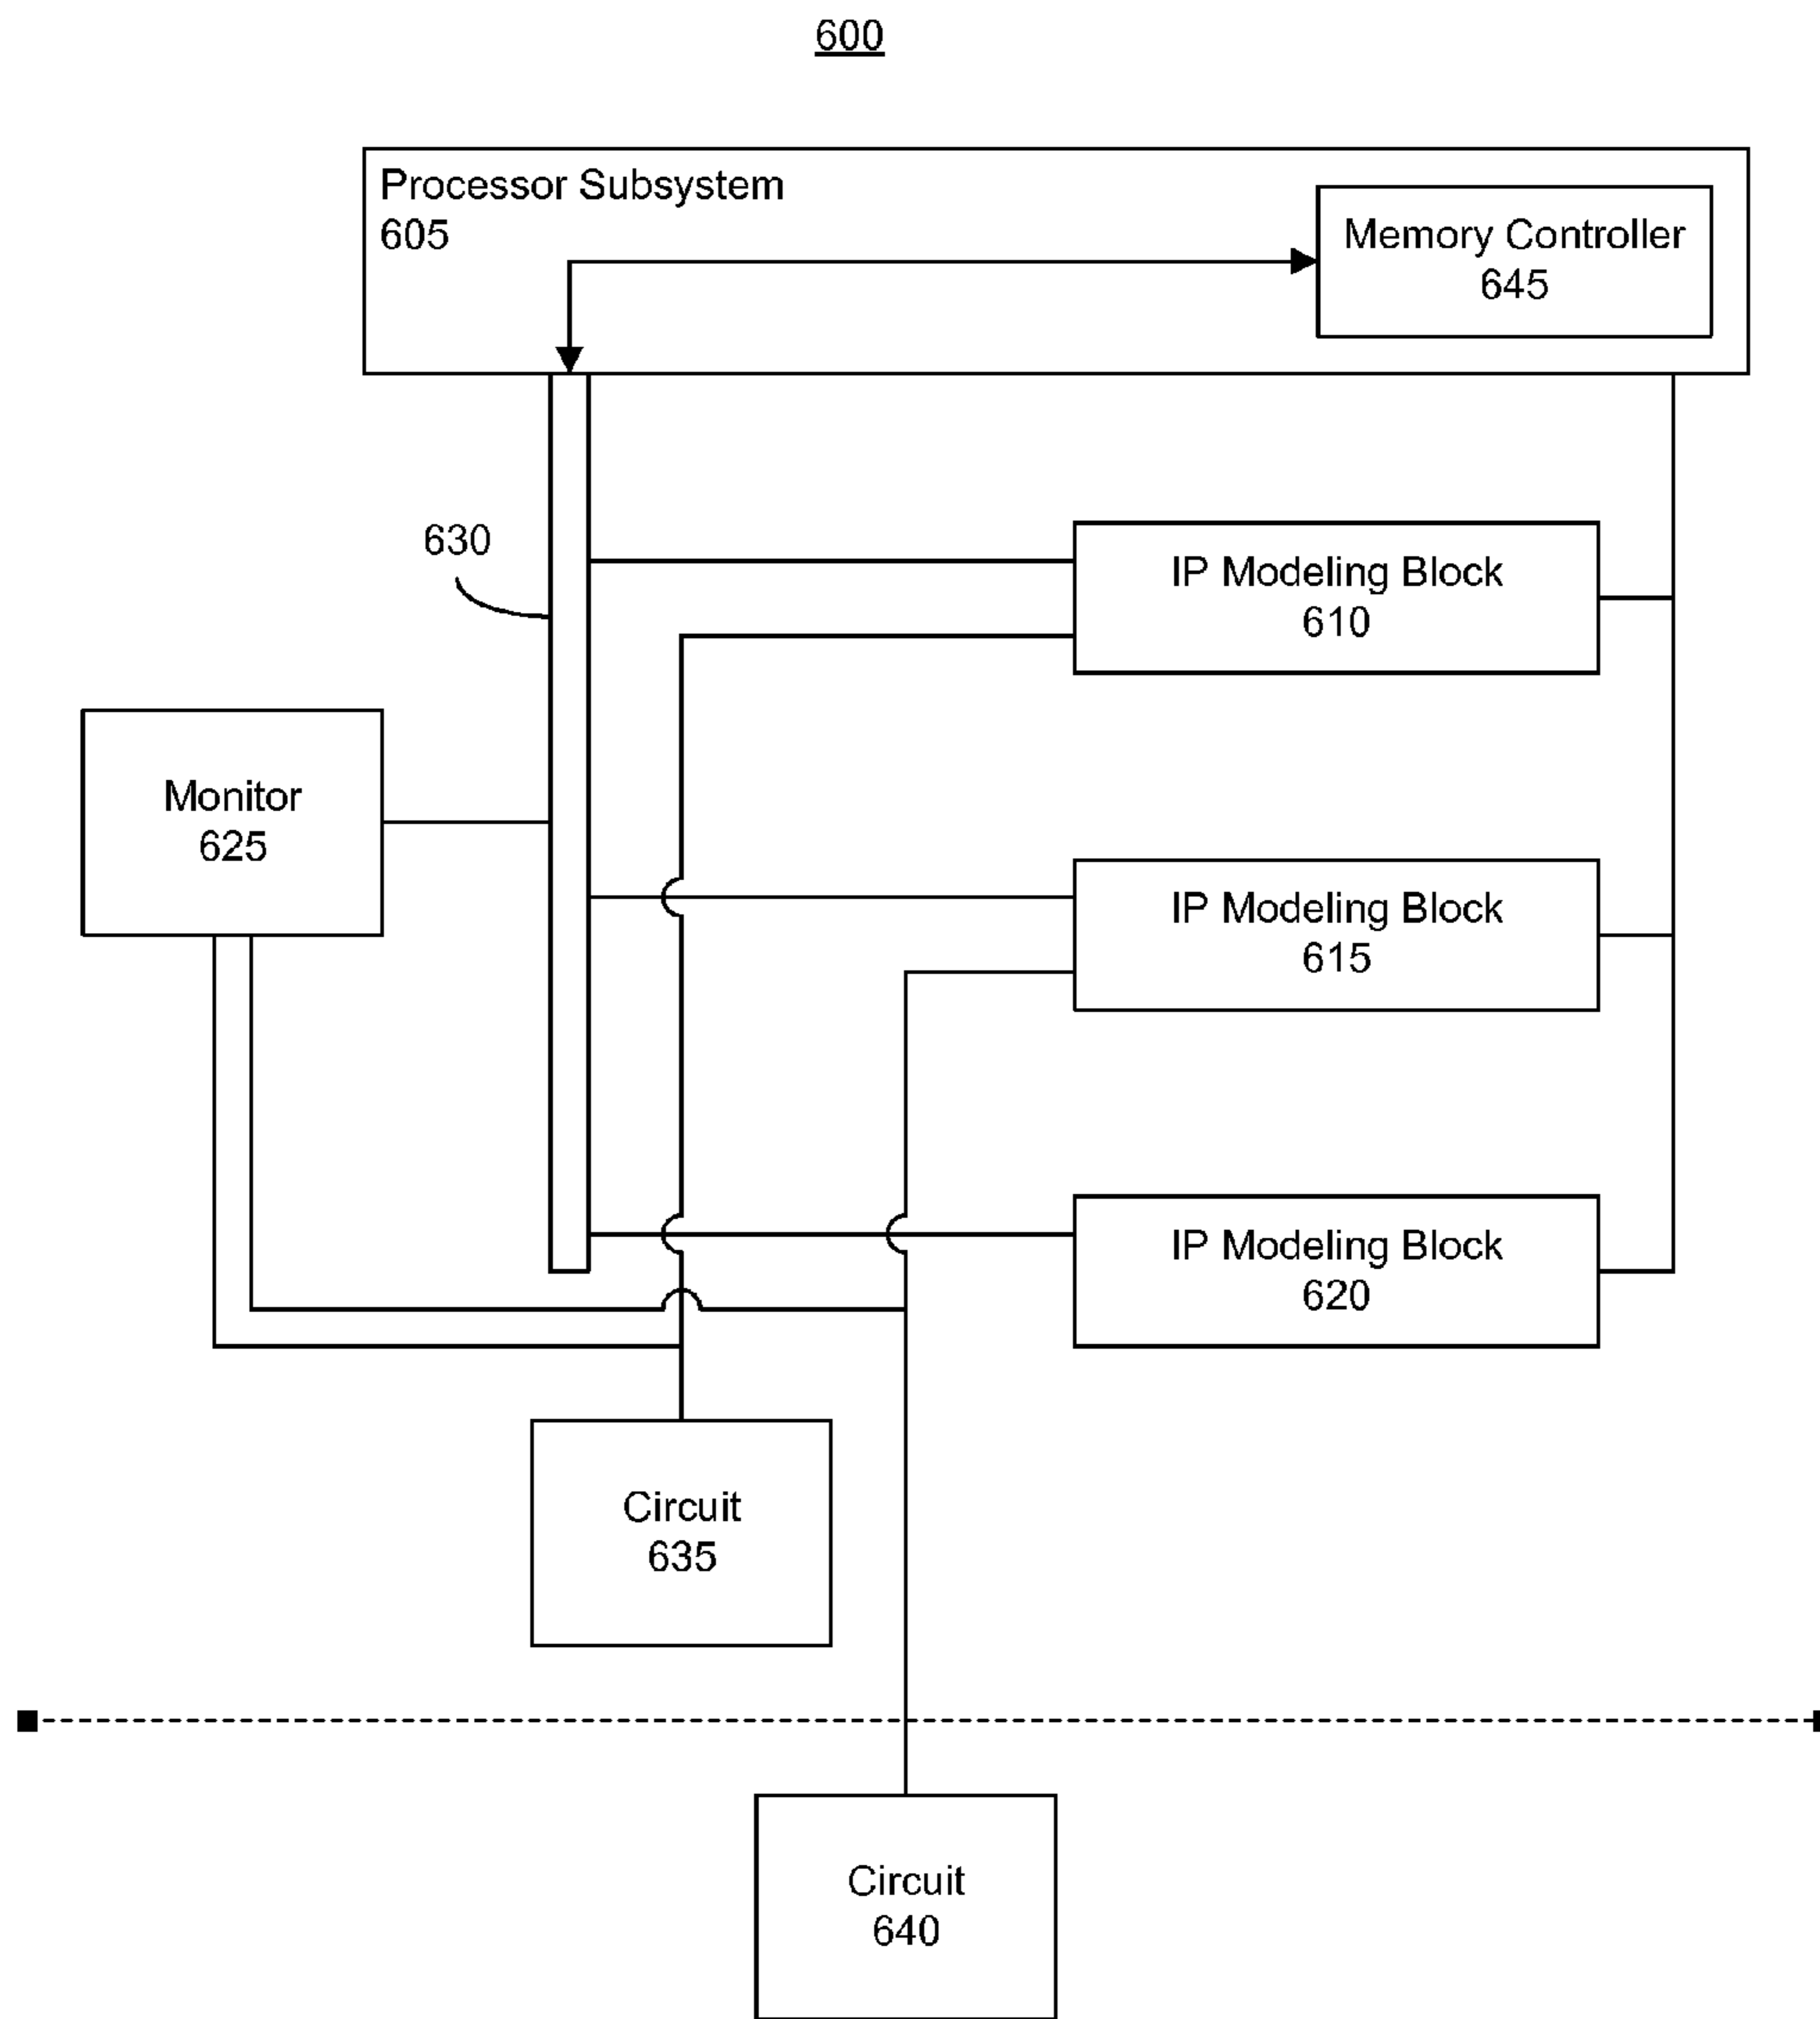 600
Processor Subsystem
605
Memory Controller
645
630
IP Modeling Block
610
Monitor
625
IP Modeling Block
615
IP Modeling Block
620
Circuit
635
Circuit
640